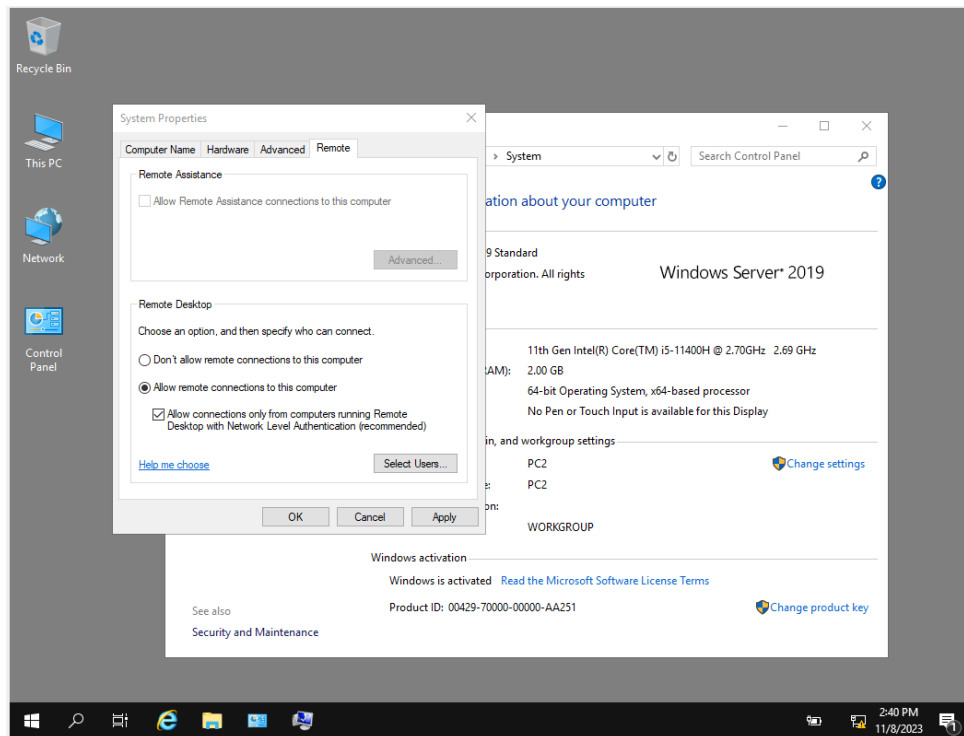 Recycle Bin
This PC
Network
Control
Panel
System Properties
Computer Name Hardware Advanced Remote
Remote Assistance
Allow Remote Assistance connections to this computer
Advanced...
Remote Desktop
Choose an option, and then specify who can connect.
Don't allow remote connections to this computer
Allow remote connections to this computer
Allow connections only from computers running Remote
Desktop with Network Level Authentication (recommended)
Help me choose
Select Users...
OK Cancel Apply
> System
Search Control Panel
?
ation about your computer
9 Standard
orporation. All rights
Windows Server® 2019
11th Gen Intel(R) Core(TM) i5-11400H @ 2.70GHz 2.69 GHz
AM): 2.00 GB
64-bit Operating System, x64-based processor
No Pen or Touch Input is available for this Display
in, and workgroup settings
PC2
Change settings
e: PC2
on:
WORKGROUP
Windows activation
Windows is activated Read the Microsoft Software License Terms
Product ID: 00429-70000-00000-AA251
Change product key
See also
Security and Maintenance
2:40 PM
11/8/2023
1